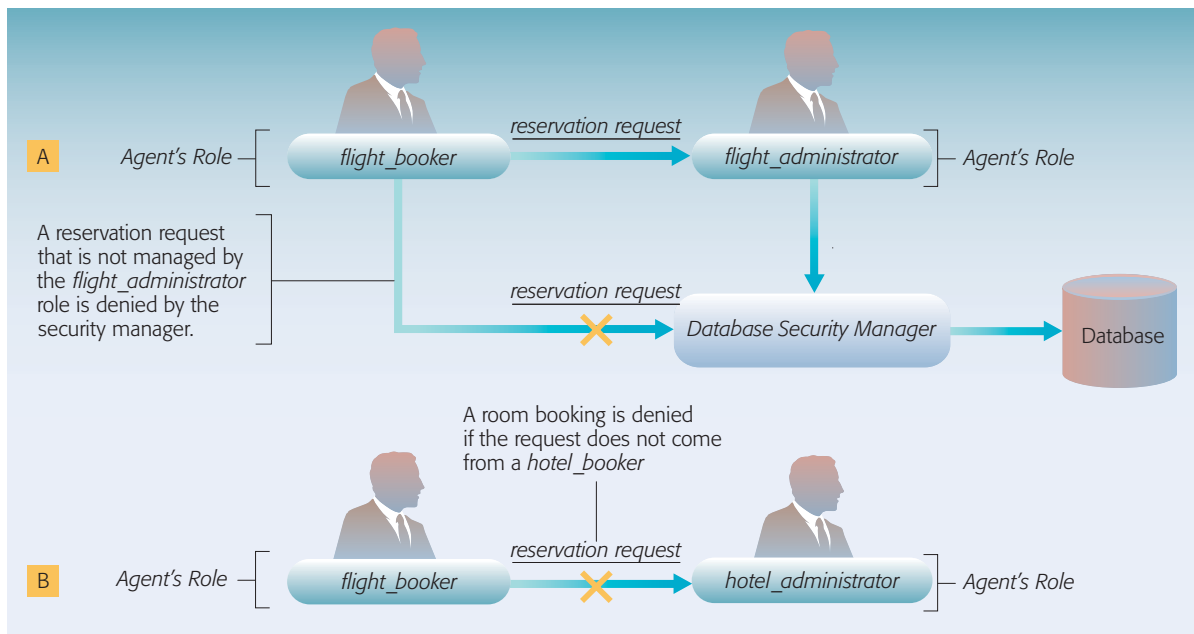 A
Agent's Role
flight_booker
reservation request
flight_administrator
Agent's Role
A reservation request
that is not managed by
the flight_administrator
role is denied by the
security manager.
reservation request
Database Security Manager
Database
A room booking is denied
if the request does not come
from a hotel_booker
B
Agent's Role
flight_booker
reservation request
hotel_administrator
Agent's Role